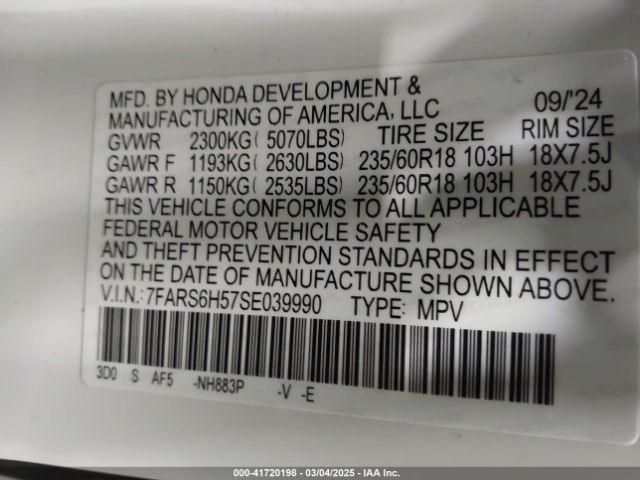 MFD. BY HONDA DEVELOPMENT &
MANUFACTURING OF AMERICA, LLC 09/'24
GVWR 2300KG( 5070LBS) TIRE SIZE RIM SIZE
GAWR F 1193KG( 2630LBS) 235/60R18 103H 18X7.5J
GAWR R 1150KG( 2535LBS) 235/60R18 103H 18X7.5J
THIS VEHICLE CONFORMS TO ALL APPLICABLE
FEDERAL MOTOR VEHICLE SAFETY
AND THEFT PREVENTION STANDARDS IN EFFECT
ON THE DATE OF MANUFACTURE SHOWN ABOVE.
V.I.N.:7FARS6H57SE039990 TYPE: MPV
3D0 S AF5 -NH883P -V -E
000-41720198 - 03/04/2025 - IAA Inc.